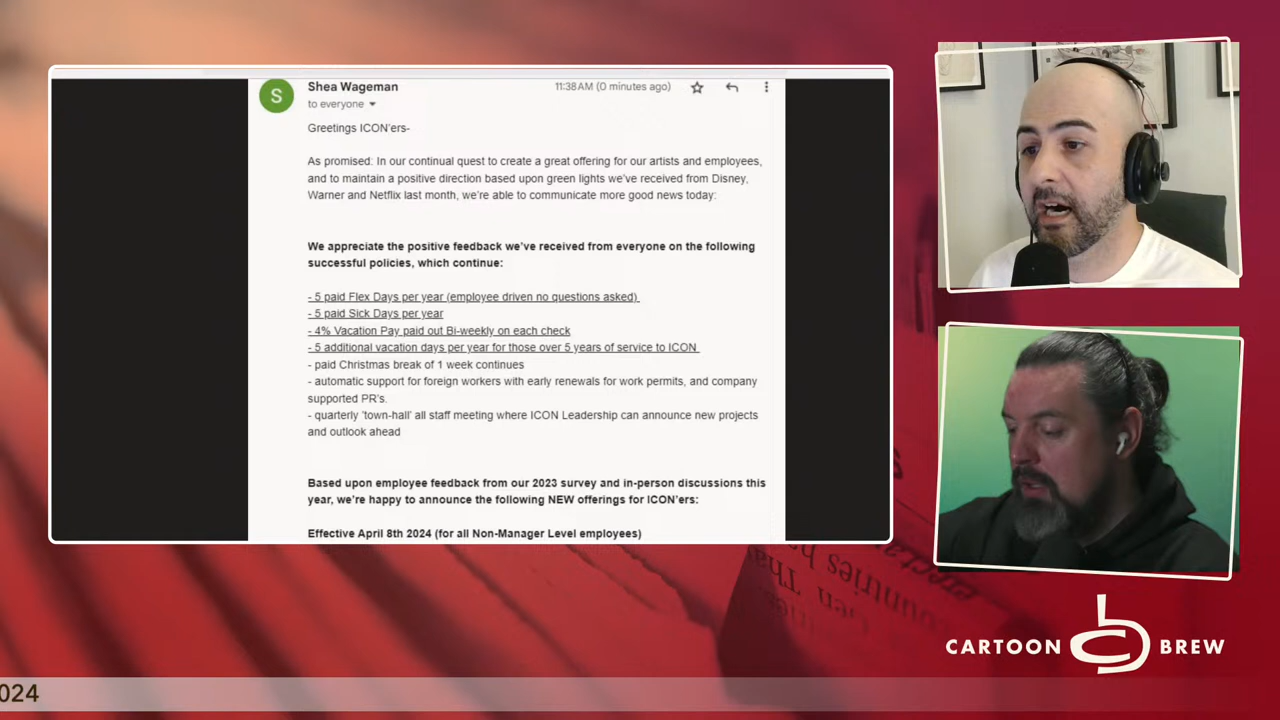 S
Shea Wageman
11:38AM (0 minutes ago)
to everyone
Greetings ICON'ers-
As promised: In our continual quest to create a great offering for our artists and employees,
and to maintain a positive direction based upon green lights we've received from Disney,
Warner and Netflix last month, we're able to communicate more good news today:
We appreciate the positive feedback we've received from everyone on the following
successful policies, which continue:
- 5 paid Flex Days per year (employee driven no questions asked)
- 5 paid Sick Days per year
- 4% Vacation Pay paid out Bi-weekly on each check
- 5 additional vacation days per year for those over 5 years of service to ICON
- paid Christmas break of 1 week continues
- automatic support for foreign workers with early renewals for work permits, and company
supported PR's.
- quarterly 'town-hall' all staff meeting where ICON Leadership can announce new projects
and outlook ahead
Based upon employee feedback from our 2023 survey and in-person discussions this
year, we're happy to announce the following NEW offerings for ICON'ers:
Effective April 8th 2024 (for all Non-Manager Level employees)
CARTOON BREW
024